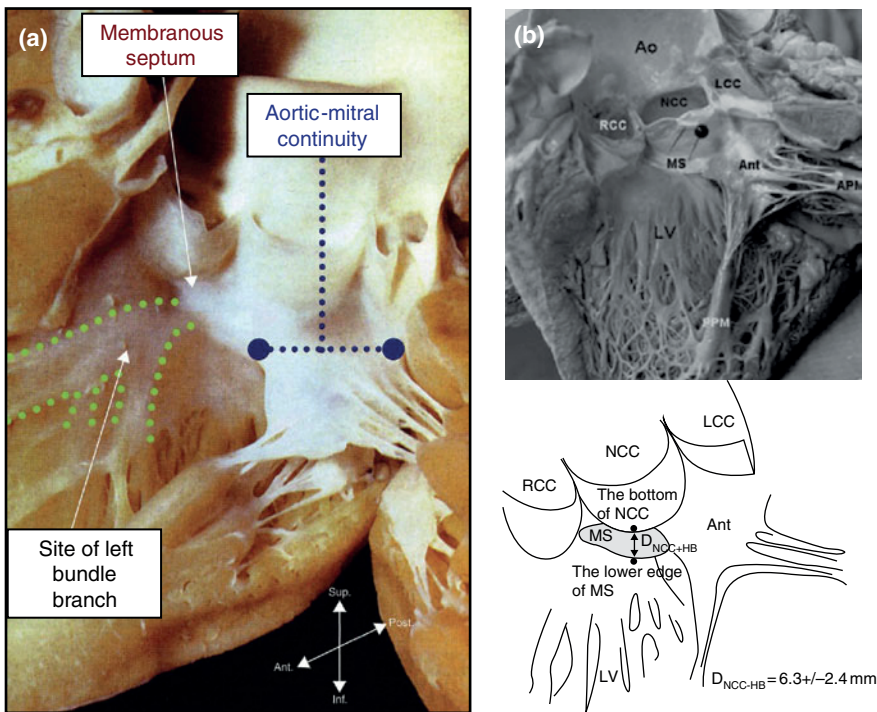 (a)
Membranous
septum
Aortic-mitral
continuity
Site of left
bundle
branch
Sup.
Post.
Ant.
Inf.
(b)
Ao
LCC
NCC
RCC
MS
Ant
APM
LV
PPM
LCC
NCC
RCC
The bottom
of NCC
Ant
MS
D NCC+HB
The lower edge
of MS
LV
D NCC-HB = 6.3+/–2.4 mm